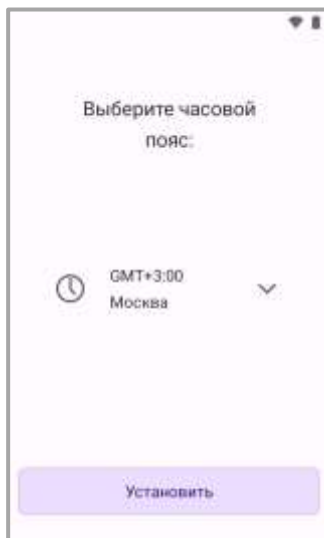 Выберите часовой
пояс:
GMT+3:00
Москва
Установить